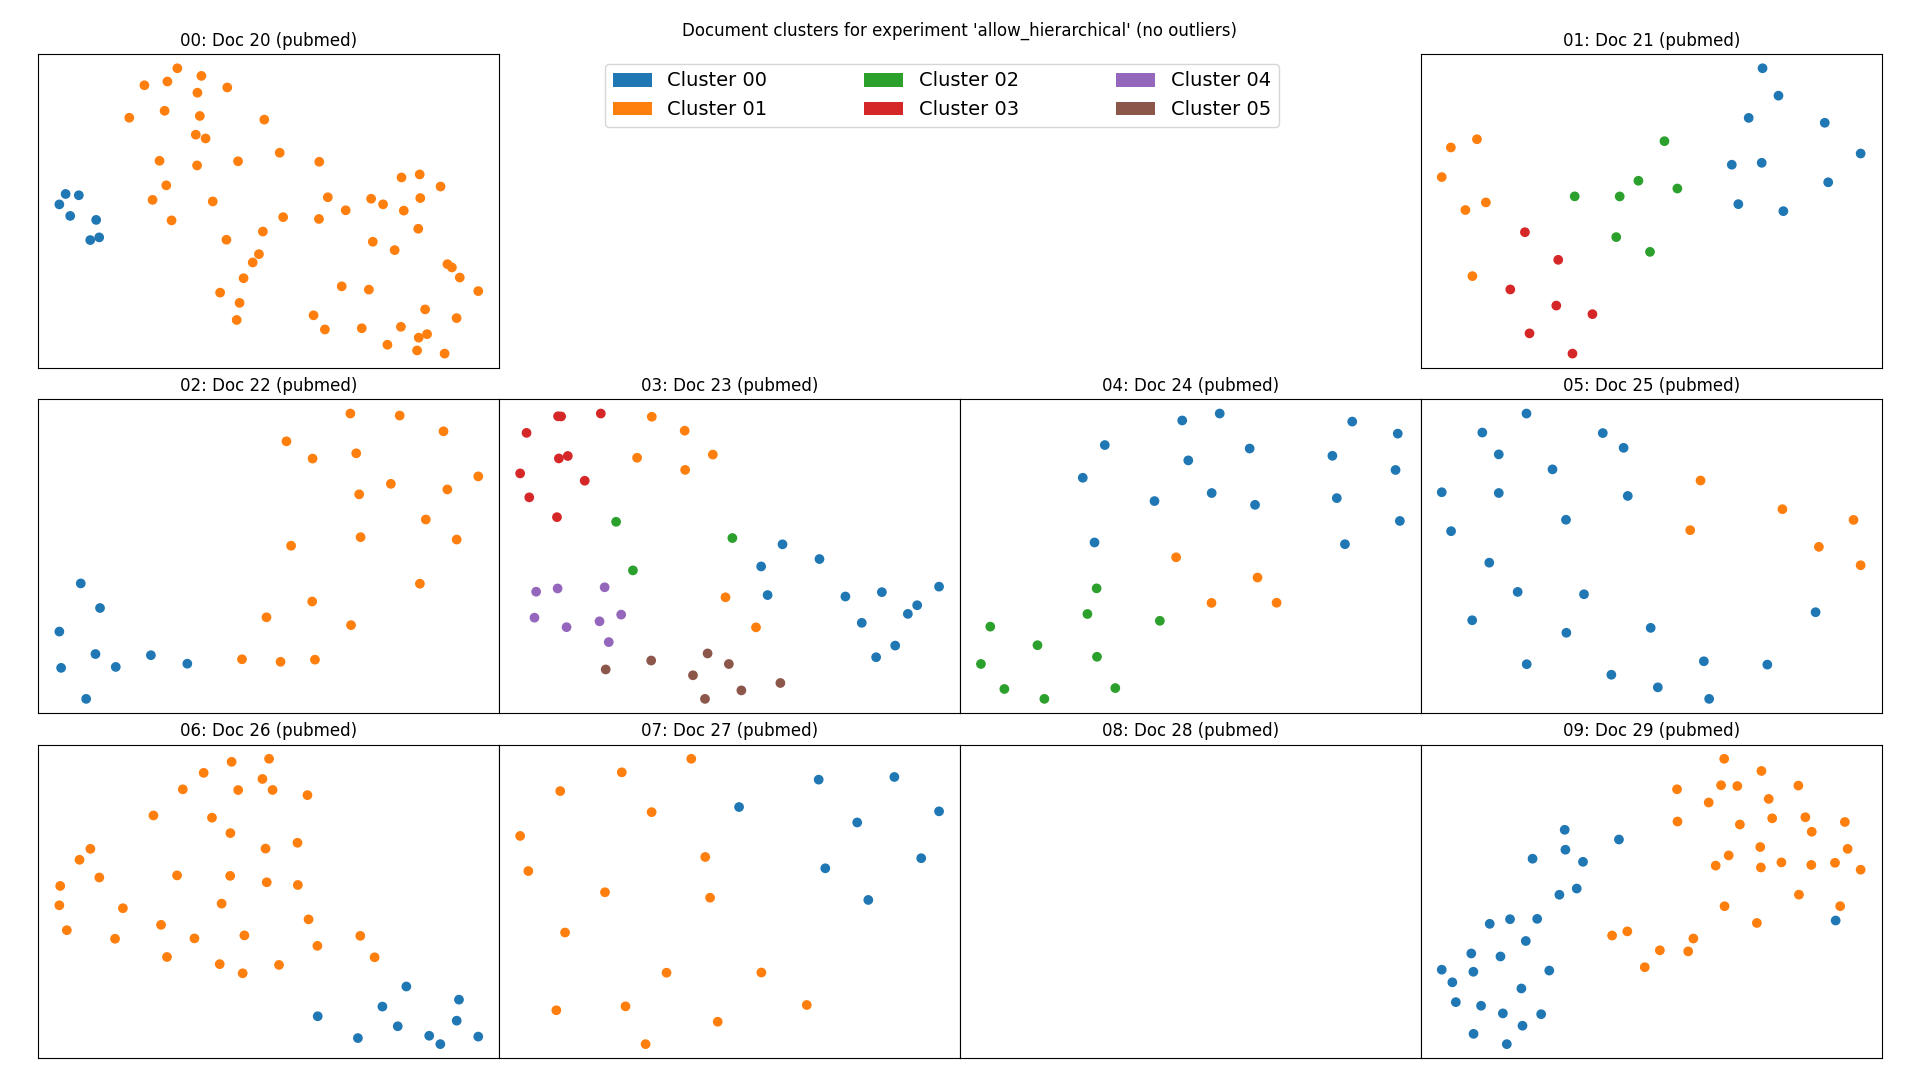 Document clusters for experiment 'allow_hierarchical' (no outliers)
00: Doc 20 (pubmed)
01: Doc 21 (pubmed)
Cluster 00
Cluster 02
Cluster 04
Cluster 01
Cluster 03
Cluster 05
02: Doc 22 (pubmed)
03: Doc 23 (pubmed)
04: Doc 24 (pubmed)
05: Doc 25 (pubmed)
06: Doc 26 (pubmed)
07: Doc 27 (pubmed)
08: Doc 28 (pubmed)
09: Doc 29 (pubmed)